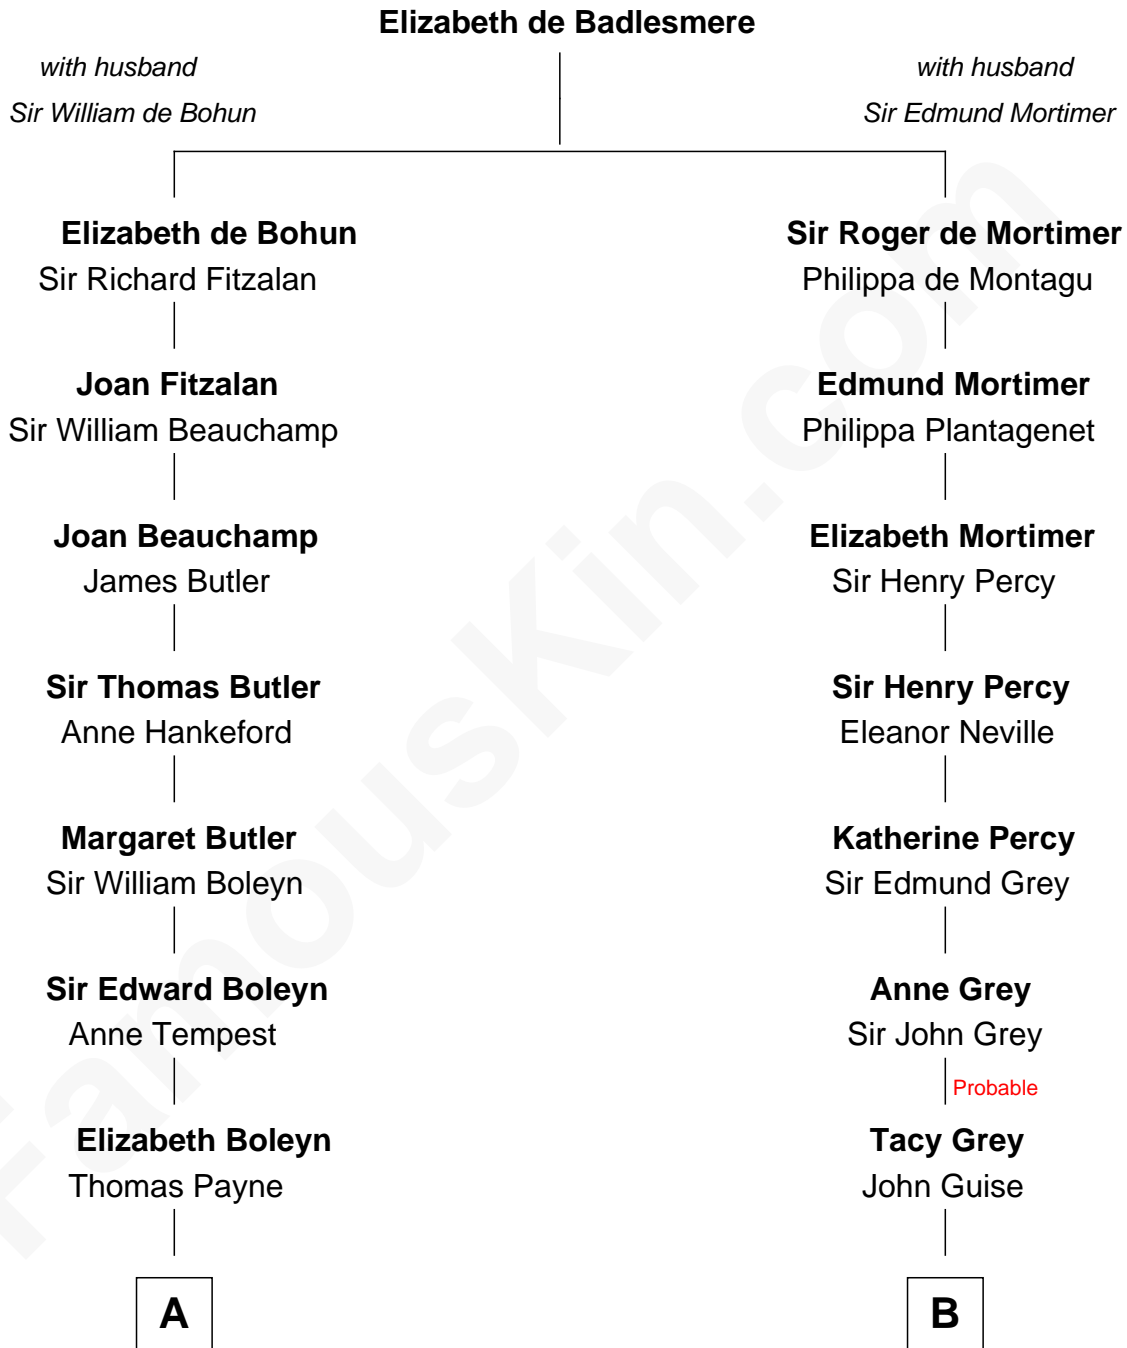 Elizabeth de Badlesmere
with husband
Sir William de Bohun
with husband
Sir Edmund Mortimer
Elizabeth de Bohun
Sir Richard Fitzalan
Sir Roger de Mortimer
Philippa de Montagu
Joan Fitzalan
Sir William Beauchamp
Edmund Mortimer
Philippa Plantagenet
Joan Beauchamp
James Butler
Elizabeth Mortimer
Sir Henry Percy
Sir Thomas Butler
Anne Hankeford
Sir Henry Percy
Eleanor Neville
Margaret Butler
Sir William Boleyn
Katherine Percy
Sir Edmund Grey
Sir Edward Boleyn
Anne Tempest
Anne Grey
Sir John Grey
Probable
Elizabeth Boleyn
Thomas Payne
Tacy Grey
John Guise
A
B
FamousKin.com